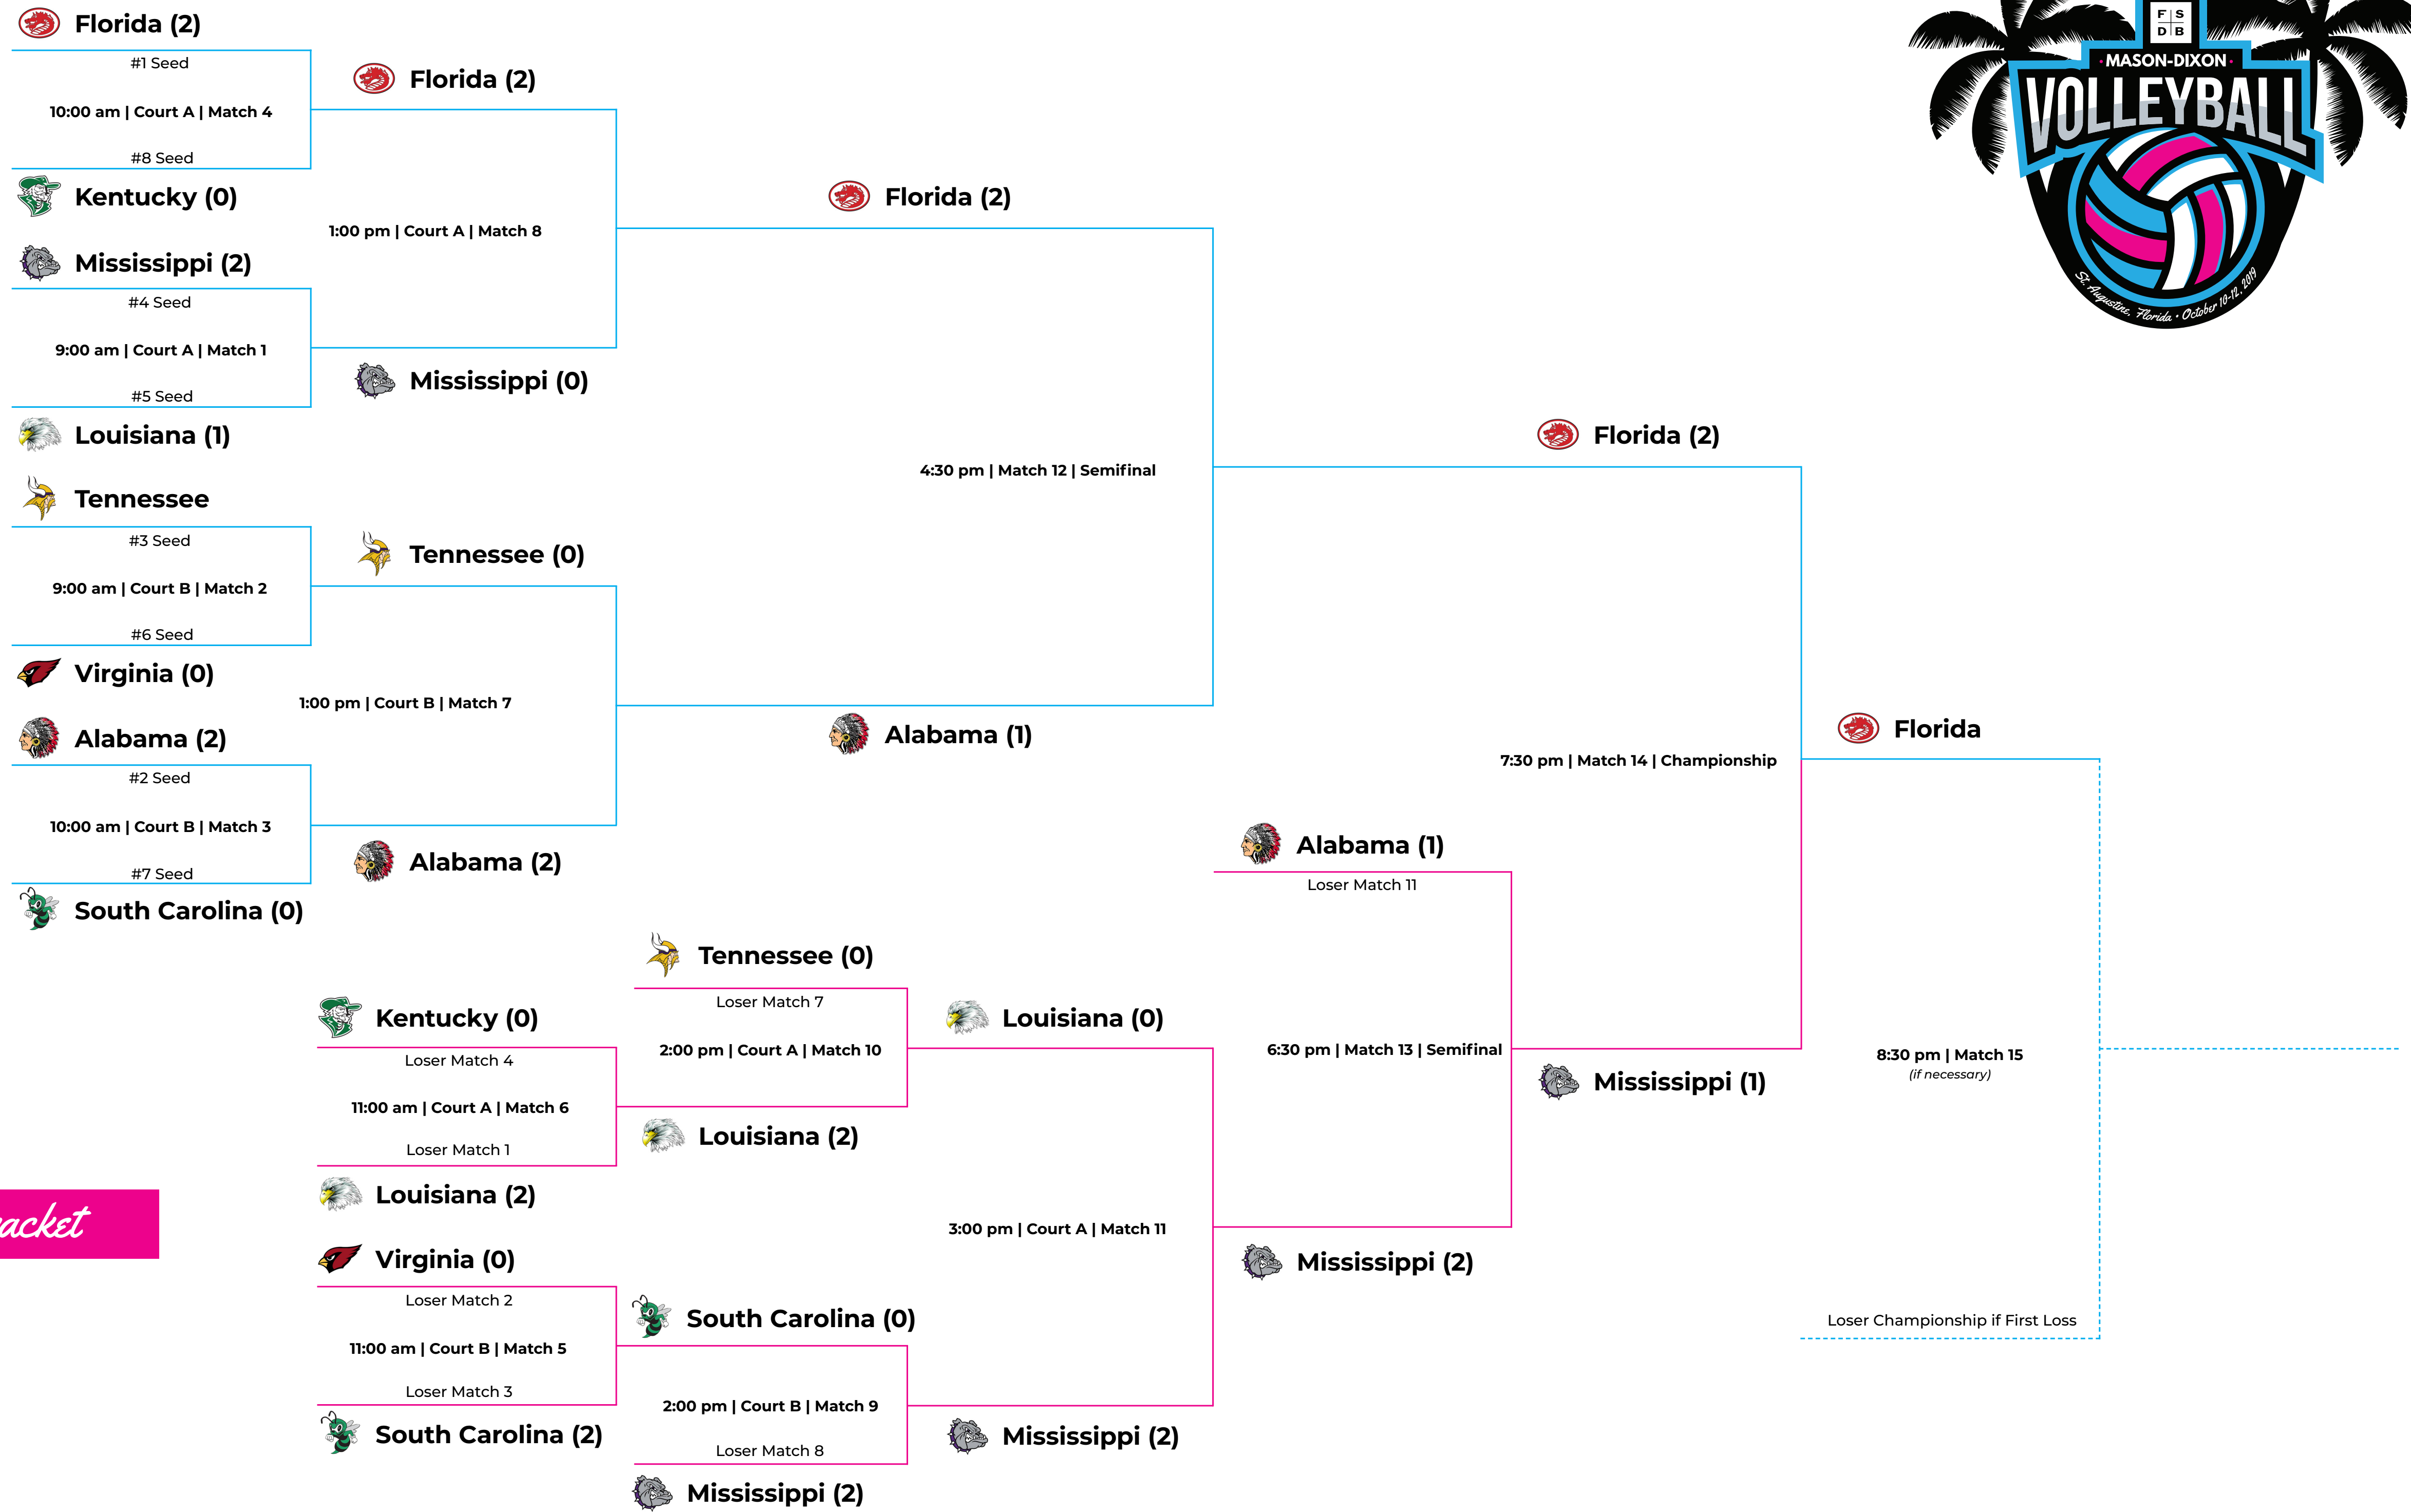 Florida (2)
#1 Seed
10:00 am | Court A | Match 4
#8 Seed
Kentucky (0)
Mississippi (2)
#4 Seed
9:00 am | Court A | Match 1
#5 Seed
Louisiana (1)
Tennessee
#3 Seed
9:00 am | Court B | Match 2
#6 Seed
Virginia (0)
Alabama (2)
#2 Seed
10:00 am | Court B | Match 3
#7 Seed
South Carolina (0)
Florida (2)
1:00 pm | Court A | Match 8
Mississippi (0)
Tennessee (0)
1:00 pm | Court B | Match 7
Alabama (2)
Florida (2)
4:30 pm | Match 12 | Semifinal
Alabama (1)
Florida (2)
7:30 pm | Match 14 | Championship
Mississippi (1)
Florida
8:30 pm | Match 15
(if necessary)
Loser Championship if First Loss
Kentucky (0)
Loser Match 4
11:00 am | Court A | Match 6
Loser Match 1
Louisiana (2)
Virginia (0)
Loser Match 2
11:00 am | Court B | Match 5
Loser Match 3
South Carolina (2)
Tennessee (0)
Loser Match 7
2:00 pm | Court A | Match 10
Louisiana (2)
South Carolina (0)
2:00 pm | Court B | Match 9
Loser Match 8
Mississippi (2)
Louisiana (0)
3:00 pm | Court A | Match 11
Mississippi (2)
Alabama (1)
Loser Match 11
6:30 pm | Match 13 | Semifinal
Mississippi (2)
F S
D B
• MASON-DIXON •
VOLLEYBALL
St. Augustine, Florida • October 10-12, 2019
acket